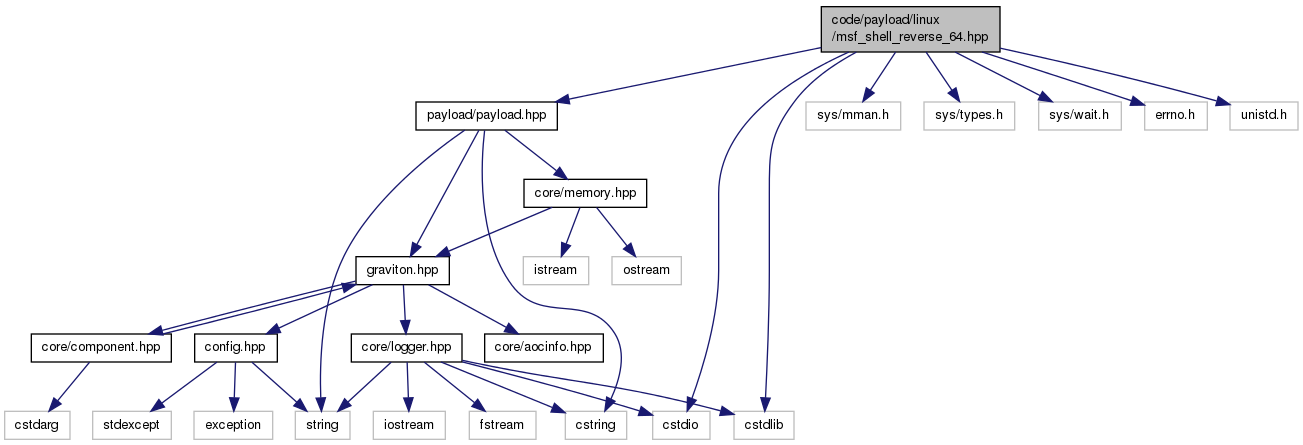 code/payload/linux
/msf_shell_reverse_64.hpp
payload/payload.hpp
sys/mman.h
sys/types.h
sys/wait.h
errno.h
unistd.h
core/memory.hpp
graviton.hpp
istream
ostream
core/component.hpp
config.hpp
core/logger.hpp
core/aocinfo.hpp
cstdarg
stdexcept
exception
string
iostream
fstream
cstring
cstdio
cstdlib